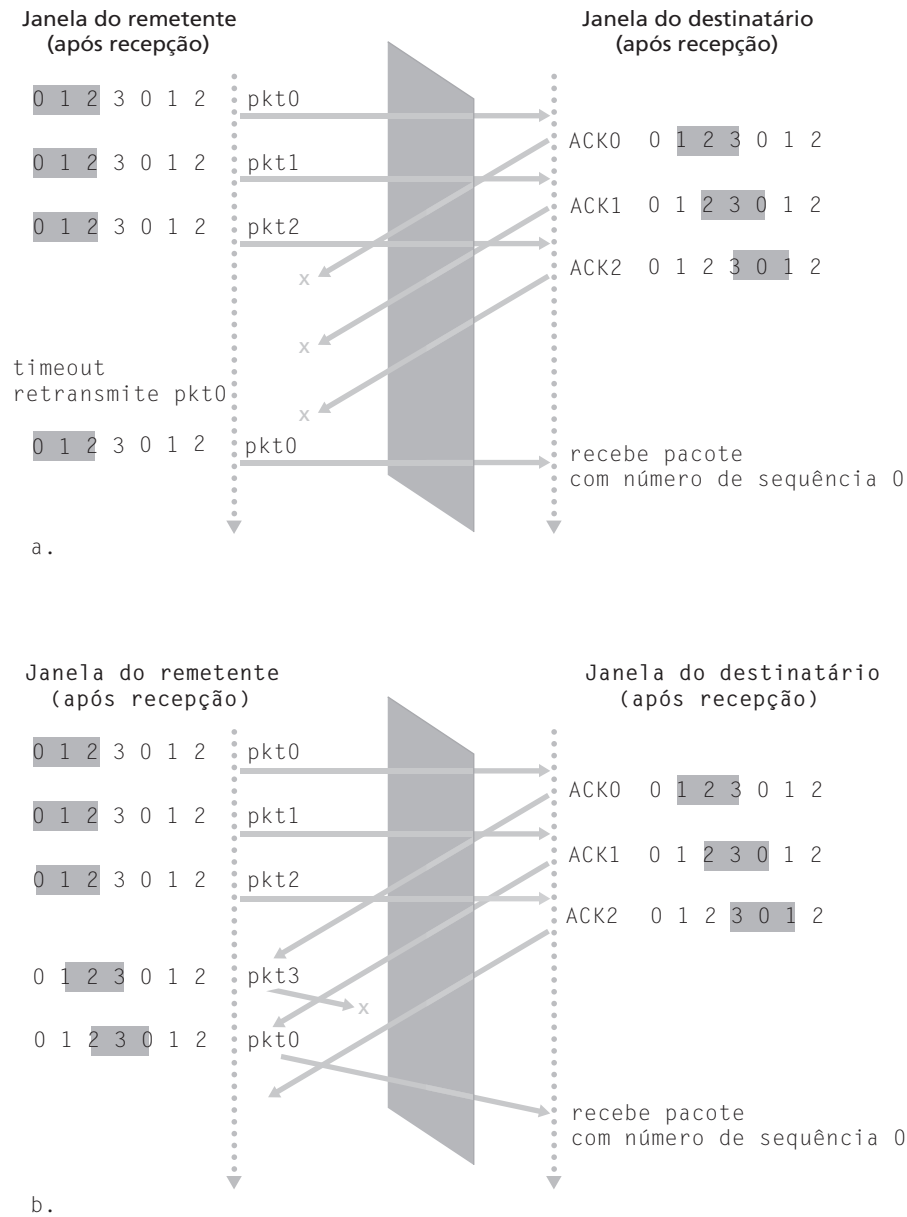 Janela do remetente
(após recepção)
Janela do destinatário
(após recepção)
0 1 2 3 0 1 2
pkt0
ACK0 0 1 2 3 0 1 2
0 1 2 3 0 1 2
pkt1
ACK1 0 1 2 3 0 1 2
0 1 2 3 0 1 2
pkt2
ACK2 0 1 2 3 0 1 2
x
x
timeout
retransmite pkt0
x
0 1 2 3 0 1 2
pkt0
recebe pacote
com número de sequência 0
a.
Janela do remetente
(após recepção)
Janela do destinatário
(após recepção)
0 1 2 3 0 1 2
pkt0
ACK0 0 1 2 3 0 1 2
0 1 2 3 0 1 2
pkt1
ACK1 0 1 2 3 0 1 2
0 1 2 3 0 1 2
pkt2
ACK2 0 1 2 3 0 1 2
0 1 2 3 0 1 2
pkt3
x
0 1 2 3 0 1 2
pkt0
recebe pacote
com número de sequência 0
b.